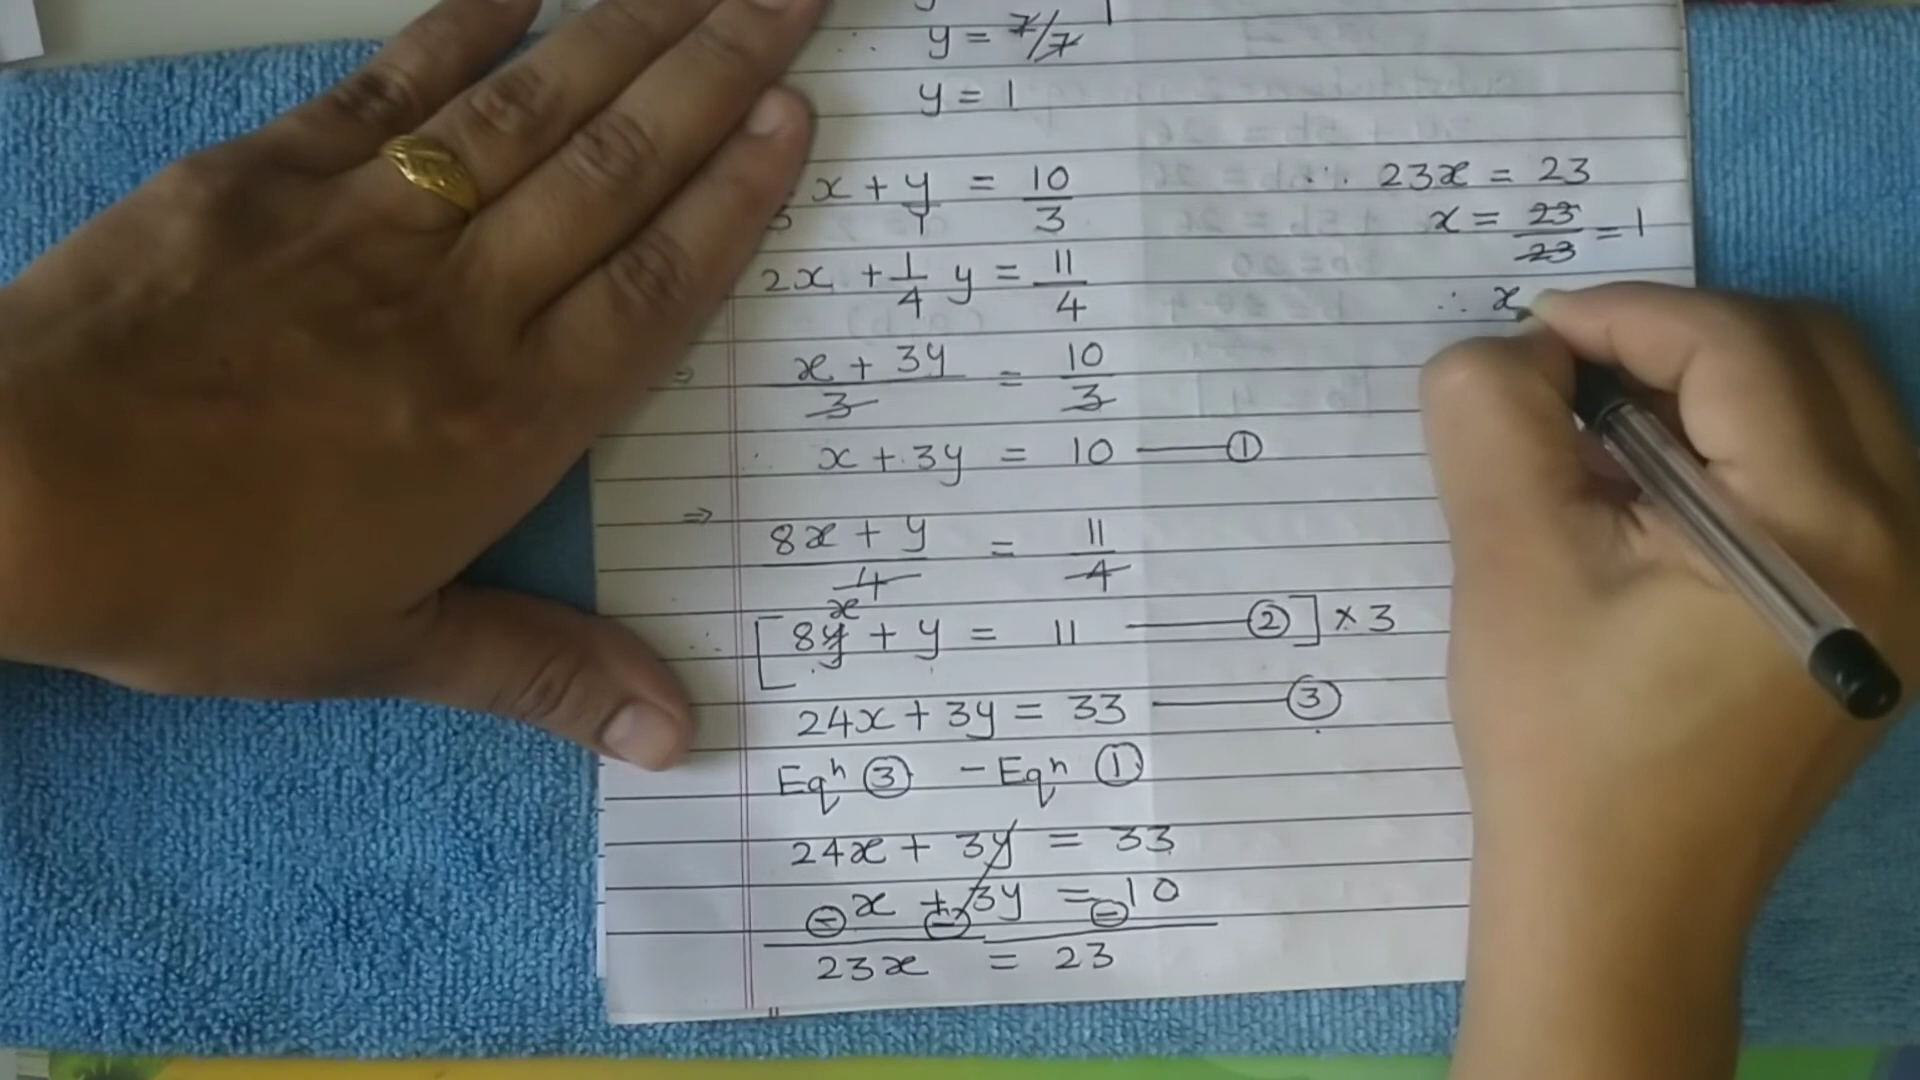 y = 7/7
y = 1
x + y/1 = 10/3
2x + 1/4 y = 11/4
⇒ x + 3y / 3 = 10/3
∴ x + 3y = 10 —— ①
⇒ 8x + y / 4 = 11/4
∴ [8x + y = 11 —— ②] × 3
24x + 3y = 33 —— ③
Eqⁿ ③ - Eqⁿ ①
24x + 3y = 33
x + 3y = 10
⊖ ⊖ ⊖
23x = 23
∴ 23x = 23
x = 23/23 = 1
∴ x